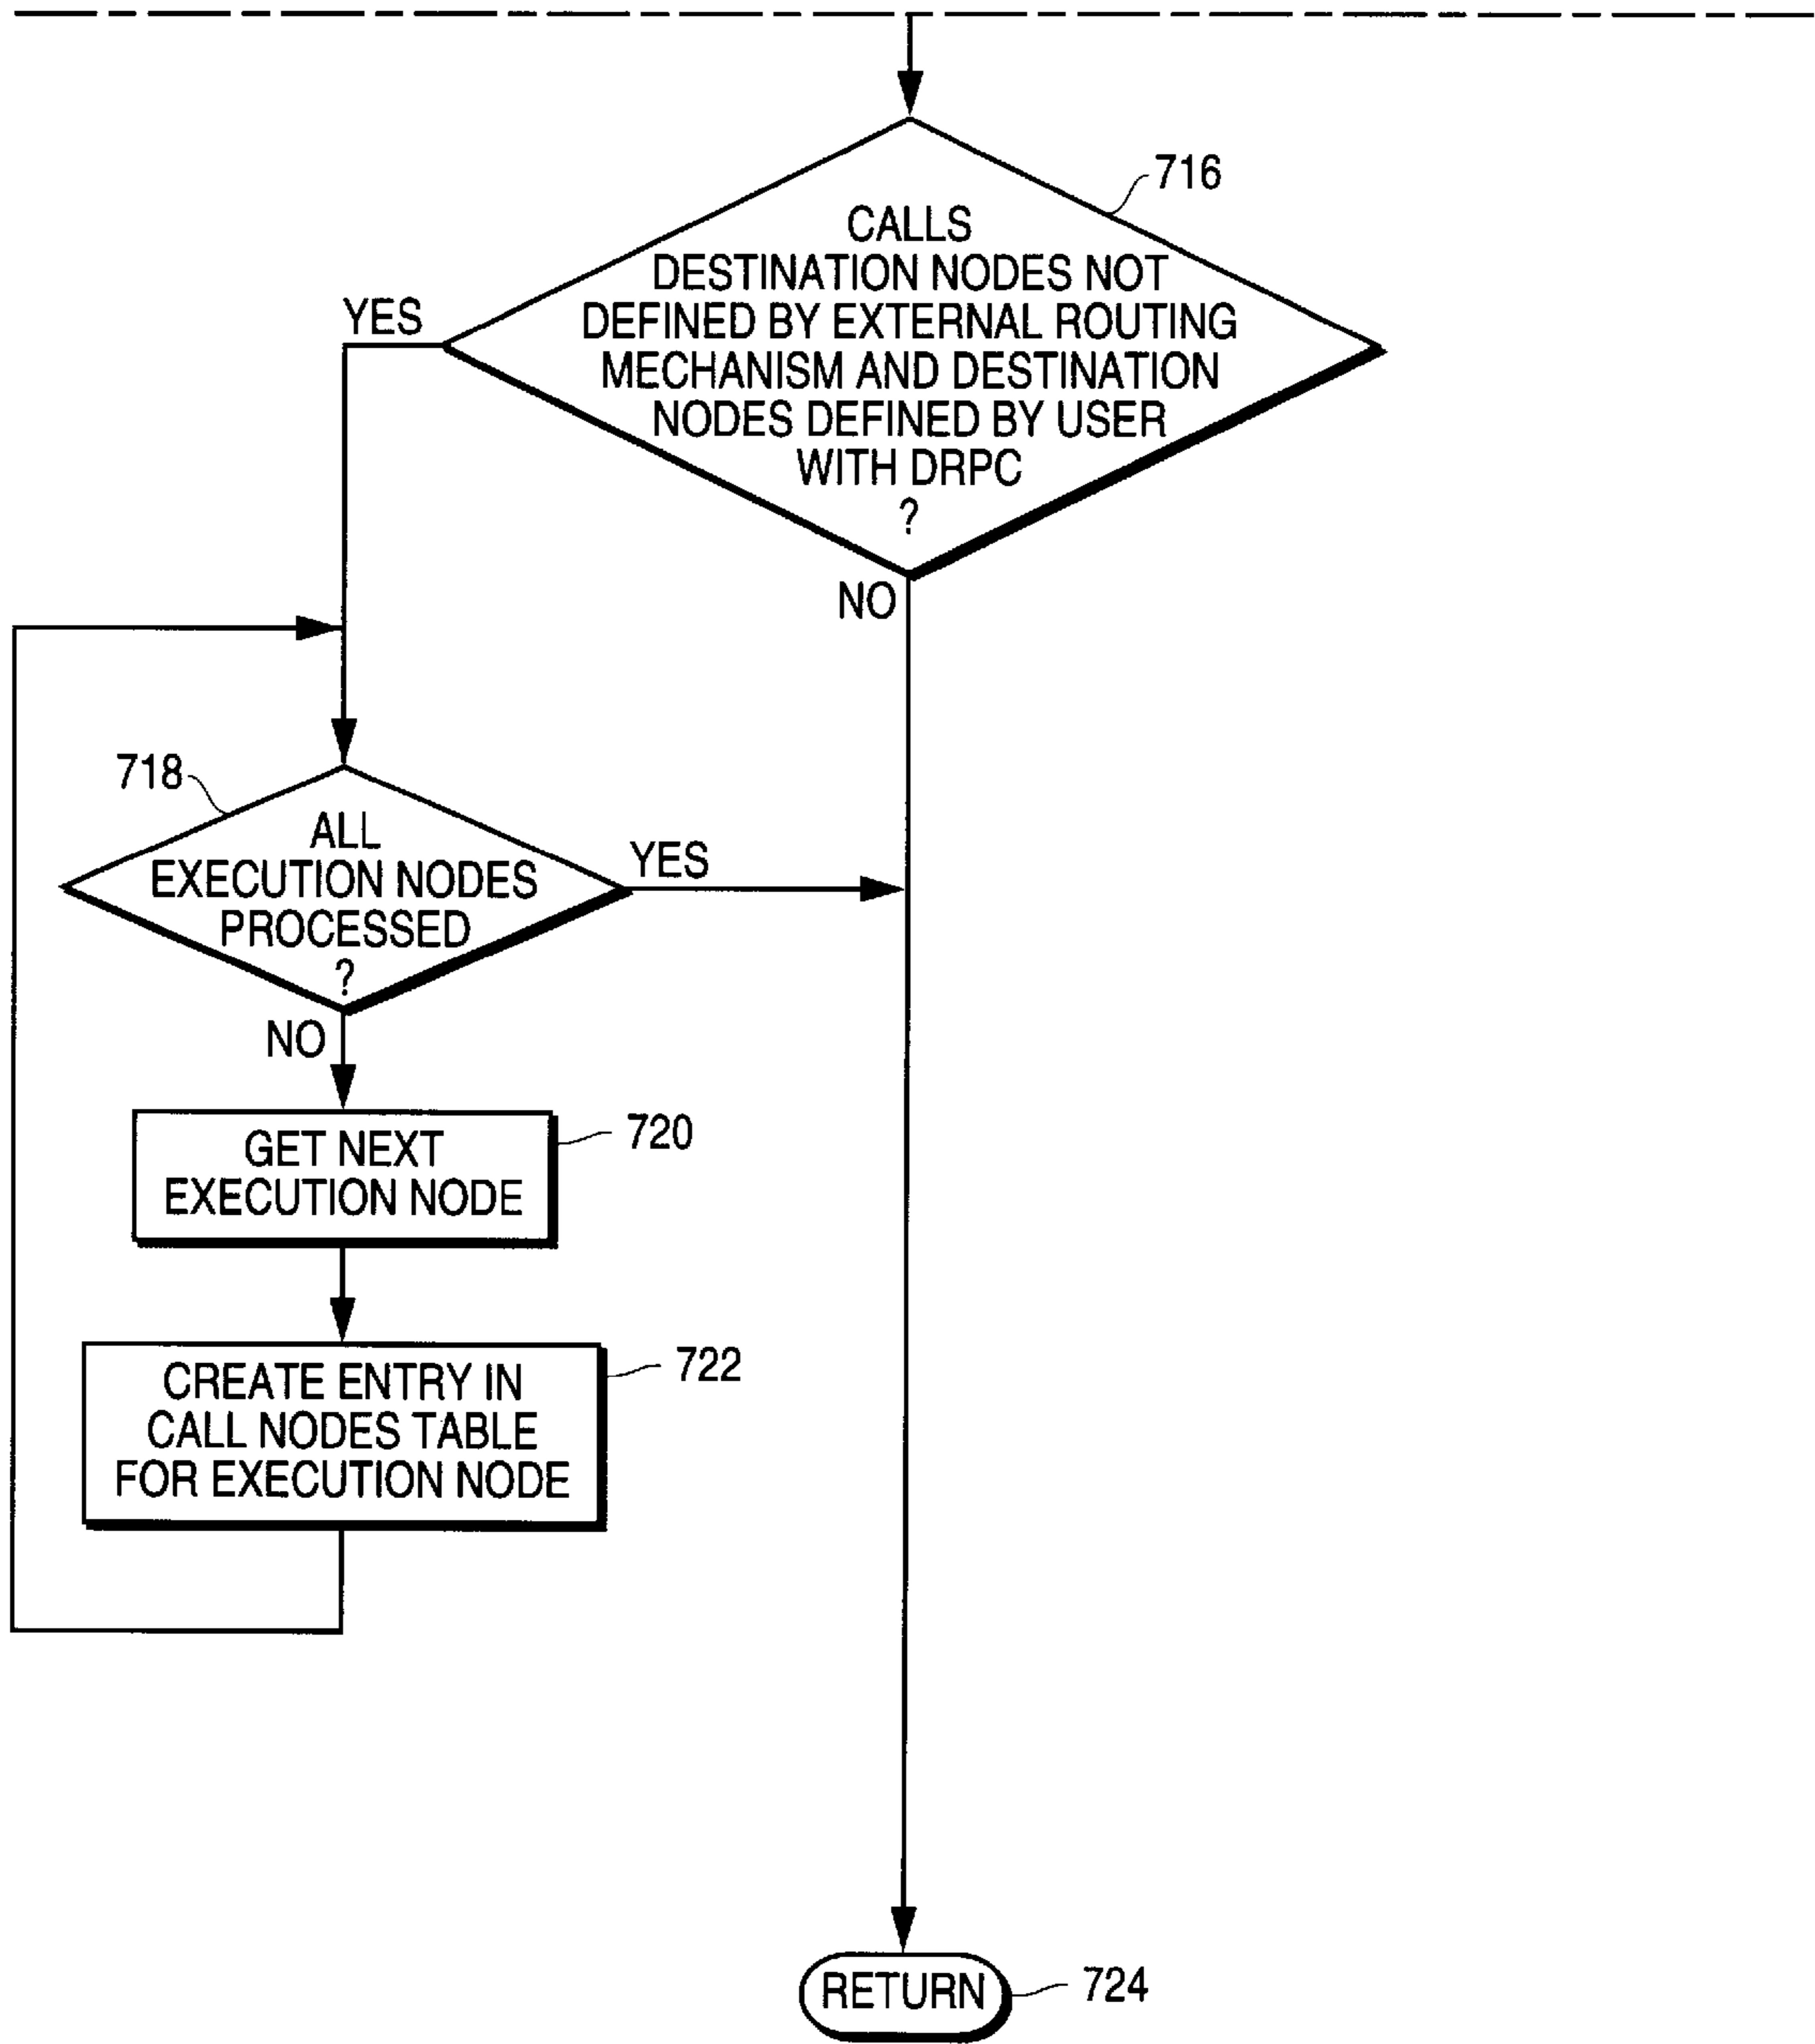 716
CALLS
DESTINATION NODES NOT
DEFINED BY EXTERNAL ROUTING
MECHANISM AND DESTINATION
NODES DEFINED BY USER
WITH DRPC
?
YES
NO
718
ALL
EXECUTION NODES
PROCESSED
?
YES
NO
GET NEXT
EXECUTION NODE
720
CREATE ENTRY IN
CALL NODES TABLE
FOR EXECUTION NODE
722
RETURN
724